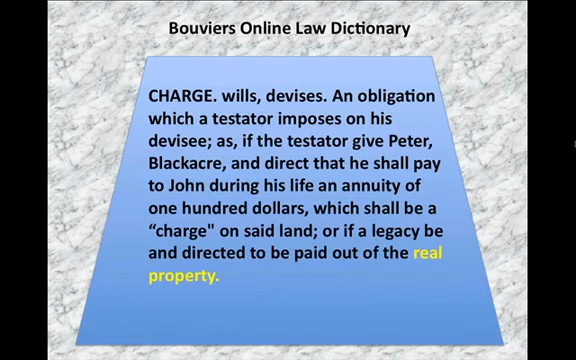 Bouviers Online Law Dictionary
CHARGE. wills, devises. An obligation
which a testator imposes on his
devisee; as, if the testator give Peter,
Blackacre, and direct that he shall pay
to John during his life an annuity of
one hundred dollars, which shall be a
“charge" on said land; or if a legacy be
and directed to be paid out of the real
property.